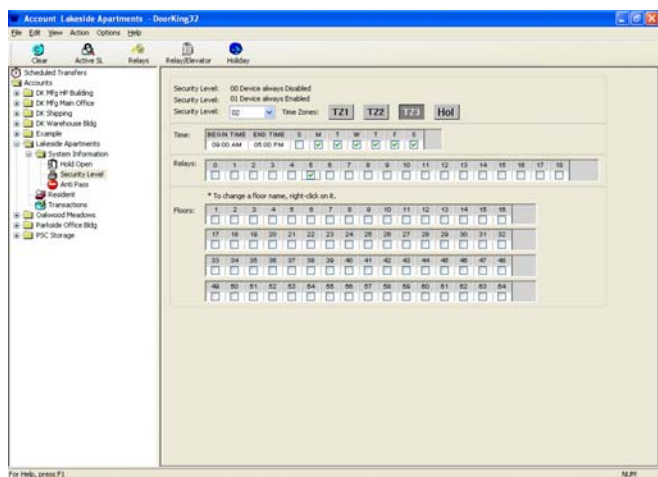 Account Lakeside Apartments - DoorKing32
File Edit View Action Options Help
Clear Active SL Relays Relay/Elevator Holiday
Scheduled Transfers
Accounts
DK Mfg HP Building
DK Mfg Main Office
DK Shipping
DK Warehouse Bldg
Example
Lakeside Apartments
System Information
Hold Open
Security Level
Anti Pass
Resident
Transactions
Oakwood Meadows
Parkside Office Bldg
PSC Storage
Security Level: 00 Device always Disabled
Security Level: 01 Device always Enabled
Security Level: 02 Time Zones: TZ1 TZ2 TZ3 Hol
Time: BEGIN TIME END TIME S M T W T F S
09:00 AM 05:00 PM
Relays: 0 1 2 3 4 5 6 7 8 9 10 11 12 13 14 15 16 17 18
* To change a floor name, right-click on it.
Floors: 1 2 3 4 5 6 7 8 9 10 11 12 13 14 15 16
17 18 19 20 21 22 23 24 25 26 27 28 29 30 31 32
33 34 35 36 37 38 39 40 41 42 43 44 45 46 47 48
49 50 51 52 53 54 55 56 57 58 59 60 61 62 63 64
For Help, press F1
NUM